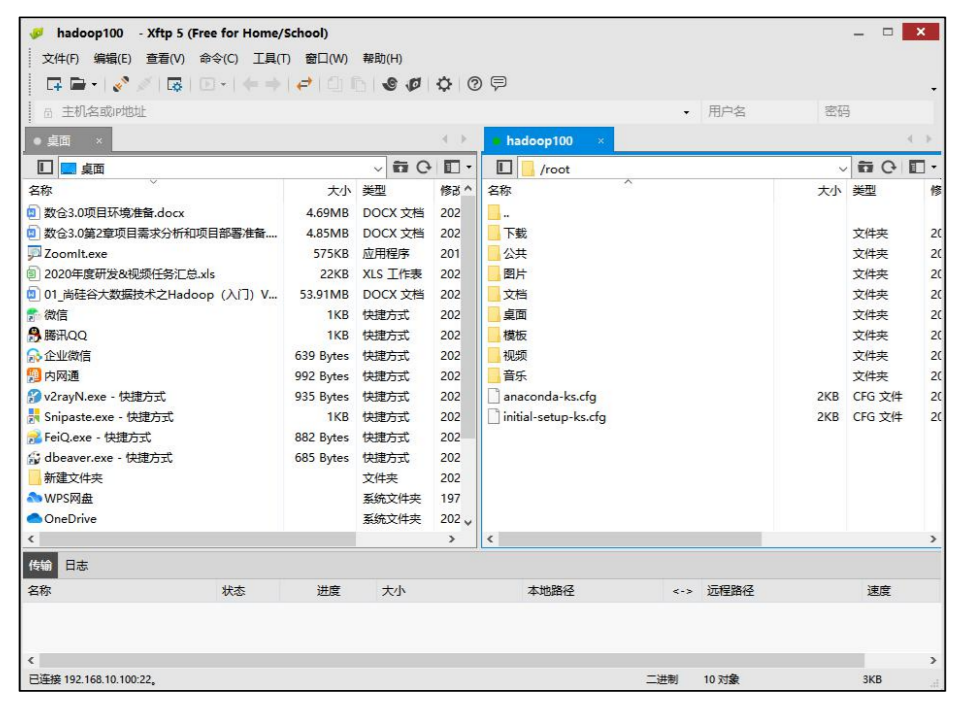 hadoop100 - Xftp 5 (Free for Home/School)
文件(F) 编辑(E) 查看(V) 命令(C) 工具(T) 窗口(W) 帮助(H)
主机名或IP地址 用户名 密码
桌面 × hadoop100 ×
桌面 /root
名称 大小 类型 修改 名称 大小 类型 修
数仓3.0项目环境准备.docx 4.69MB DOCX 文档 202 ..
数仓3.0第2章项目需求分析和项目部署准备.... 4.85MB DOCX 文档 202 下载 文件夹 20
ZoomIt.exe 575KB 应用程序 201 公共 文件夹 20
2020年度研发&视频任务汇总.xls 22KB XLS 工作表 202 图片 文件夹 20
01_尚硅谷大数据技术之Hadoop（入门）V... 53.91MB DOCX 文档 202 文档 文件夹 20
微信 1KB 快捷方式 202 桌面 文件夹 20
腾讯QQ 1KB 快捷方式 202 模板 文件夹 20
企业微信 639 Bytes 快捷方式 202 视频 文件夹 20
内网通 992 Bytes 快捷方式 202 音乐 文件夹 20
v2rayN.exe - 快捷方式 935 Bytes 快捷方式 202 anaconda-ks.cfg 2KB CFG 文件 20
Snipaste.exe - 快捷方式 1KB 快捷方式 202 initial-setup-ks.cfg 2KB CFG 文件 20
FeiQ.exe - 快捷方式 882 Bytes 快捷方式 202
dbeaver.exe - 快捷方式 685 Bytes 快捷方式 202
新建文件夹 文件夹 202
WPS网盘 系统文件夹 197
OneDrive 系统文件夹 202
传输 日志
名称 状态 进度 大小 本地路径 <-> 远程路径 速度
已连接 192.168.10.100:22。 二进制 10 对象 3KB